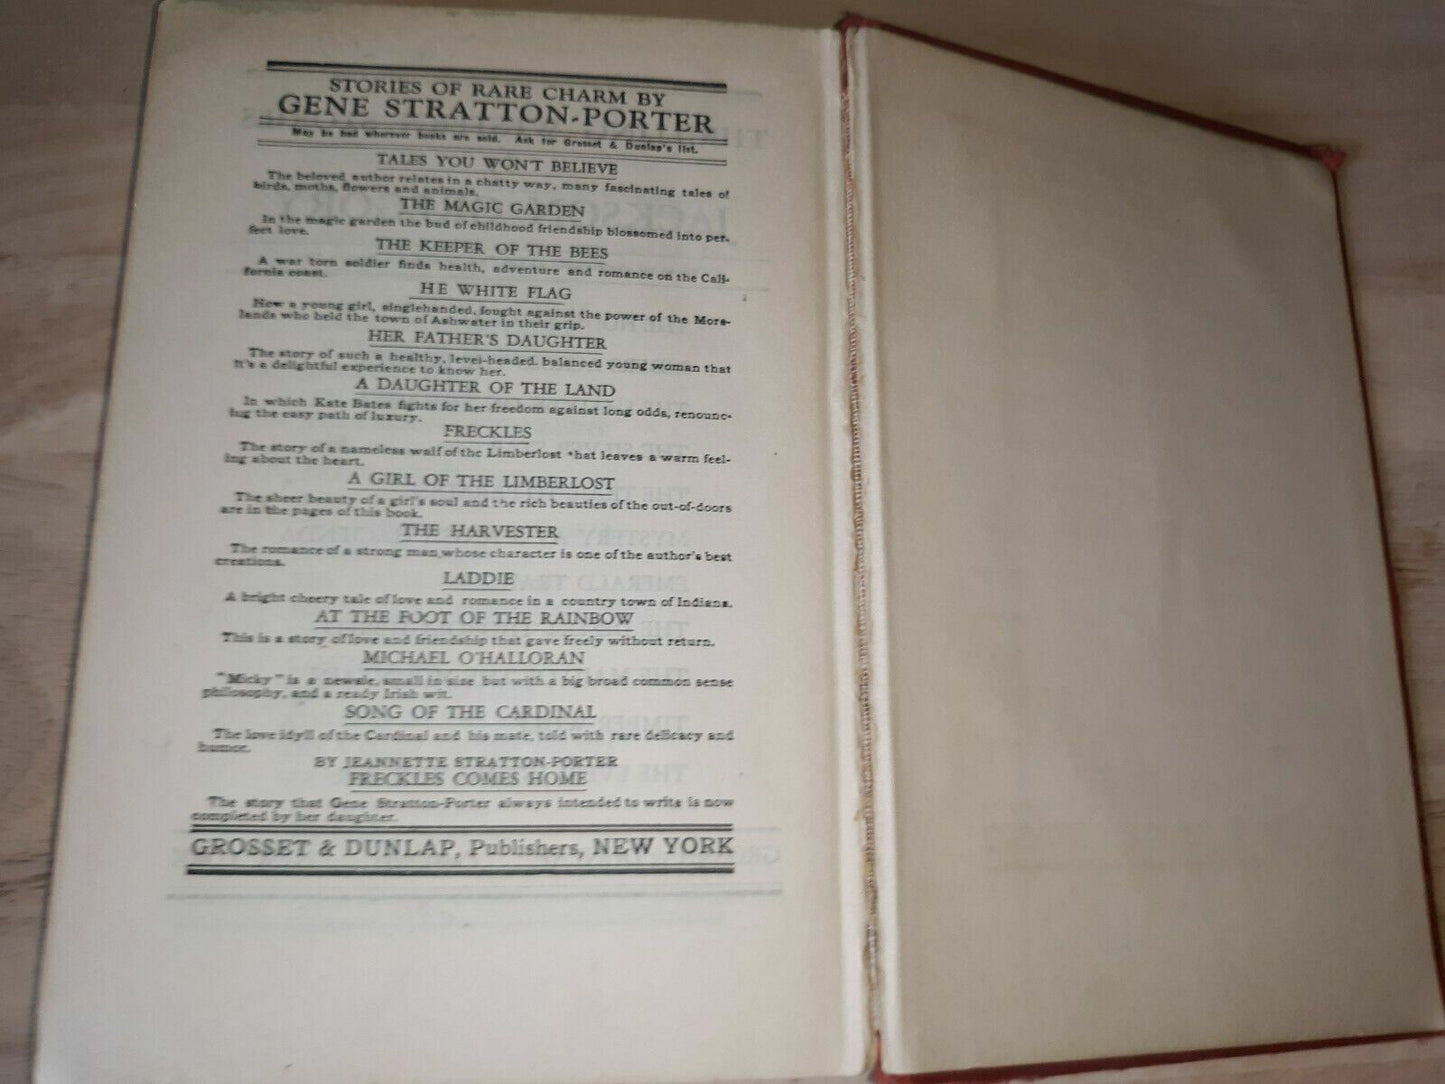 STORIES OF RARE CHARM BY
GENE STRATTON-PORTER
May be had wherever books are sold. Ask for Grosset & Dunlap's list.
TALES YOU WON'T BELIEVE
The beloved author relates in a chatty way, many fascinating tales of
birds, moths, flowers and animals.
THE MAGIC GARDEN
In the magic garden the bud of childhood friendship blossomed into per-
fect love.
THE KEEPER OF THE BEES
A war torn soldier finds health, adventure and romance on the Cali-
fornia coast.
HE WHITE FLAG
How a young girl, singlehanded, fought against the power of the More-
lands who held the town of Ashwater in their grip.
HER FATHER'S DAUGHTER
The story of such a healthy, level-headed, balanced young woman that
it's a delightful experience to know her.
A DAUGHTER OF THE LAND
In which Kate Bates fights for her freedom against long odds, renounc-
ing the easy path of luxury.
FRECKLES
The story of a nameless waif of the Limberlost that leaves a warm feel-
ing about the heart.
A GIRL OF THE LIMBERLOST
The sheer beauty of a girl's soul and the rich beauties of the out-of-doors
are in the pages of this book.
THE HARVESTER
The romance of a strong man whose character is one of the author's best
creations.
LADDIE
A bright cheery tale of love and romance in a country town of Indiana.
AT THE FOOT OF THE RAINBOW
This is a story of love and friendship that gave freely without return.
MICHAEL O'HALLORAN
"Micky" is a newsie, small in size but with a big broad common sense
philosophy, and a ready Irish wit.
SONG OF THE CARDINAL
The love idyll of the Cardinal and his mate, told with rare delicacy and
humor.
BY JEANNETTE STRATTON-PORTER
FRECKLES COMES HOME
The story that Gene Stratton-Porter always intended to write is now
completed by her daughter.
GROSSET & DUNLAP, Publishers, NEW YORK